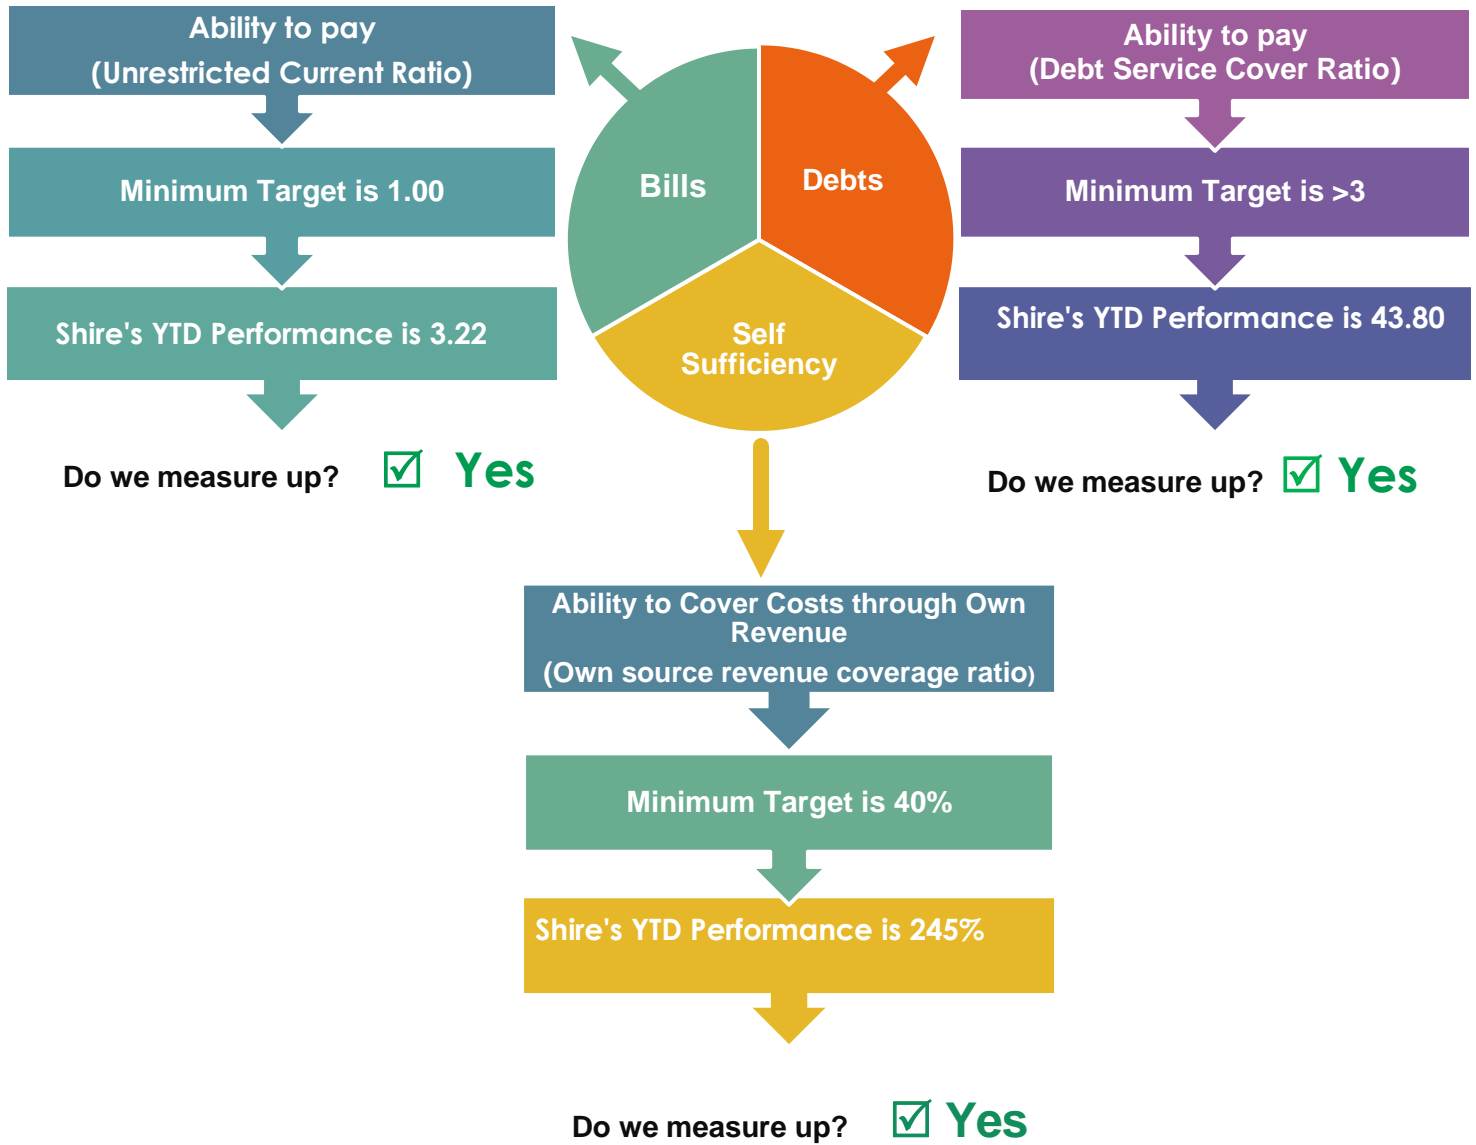 Ability to pay
(Unrestricted Current Ratio)
Minimum Target is 1.00
Shire's YTD Performance is 3.22
Do we measure up? ☑ Yes
Bills
Debts
Self
Sufficiency
Ability to pay
(Debt Service Cover Ratio)
Minimum Target is >3
Shire's YTD Performance is 43.80
Do we measure up? ☑ Yes
Ability to Cover Costs through Own
Revenue
(Own source revenue coverage ratio)
Minimum Target is 40%
Shire's YTD Performance is 245%
Do we measure up? ☑ Yes